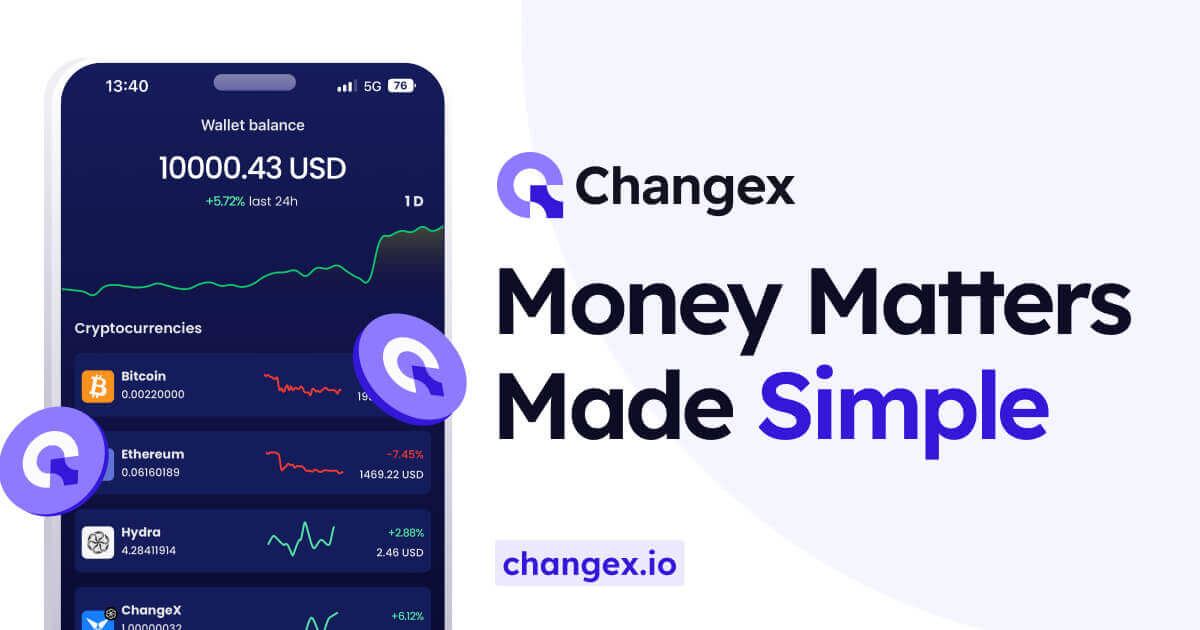 13:40
5G 76
Wallet balance
10000.43 USD
+5.72% last 24h
1D
Cryptocurrencies
Bitcoin
0.00220000
Ethereum
-7.45%
0.06160189
1469.22 USD
Hydra
+2.88%
4.28411914
2.46 USD
ChangeX
+6.12%
1.00000032
Changex
Money Matters
Made Simple
changex.io